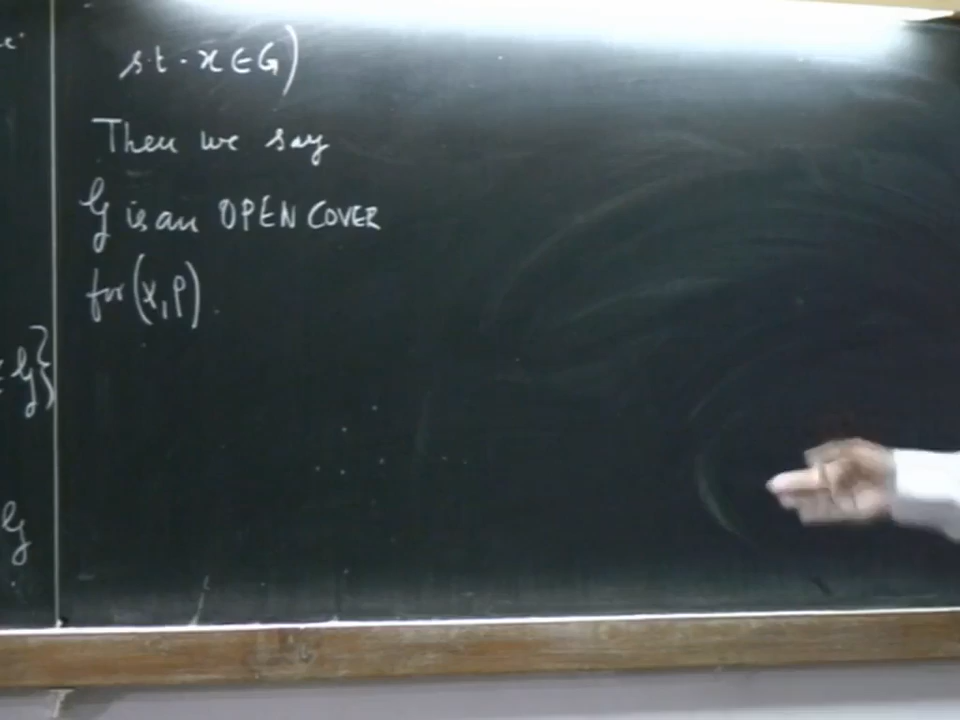 s.t. x ∈ G)
Then we say
𝒢 is an OPEN COVER
for (X, ρ).
∈ 𝒢}
𝒢